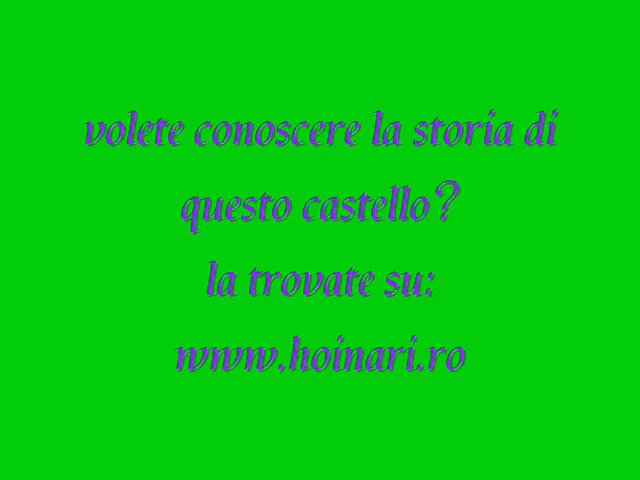 volete conoscere la storia di
questo castello?
la trovate su:
www.hoinari.ro